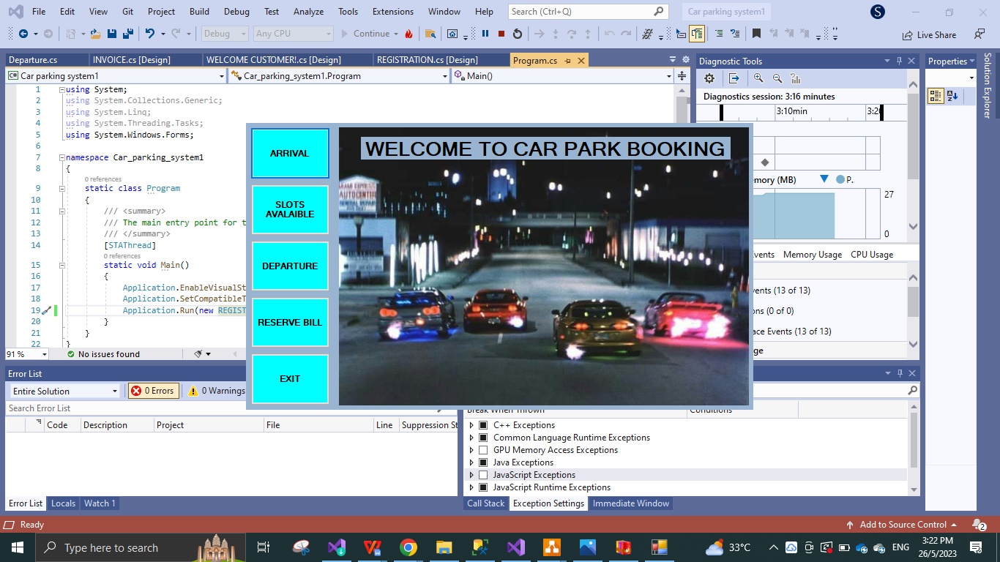 File Edit View Git Project Build Debug Test Analyze Tools Extensions Window Help Search (Ctrl+Q) Car parking system1 S
Debug Any CPU Continue Live Share
Departure.cs INVOICE.cs [Design] WELCOME CUSTOMER!.cs [Design] REGISTRATION.cs [Design] Program.cs
Car parking system1 Car_parking_system1.Program Main()
1 using System;
2 using System.Collections.Generic;
3 using System.Linq;
4 using System.Threading.Tasks;
5 using System.Windows.Forms;
6
7 namespace Car_parking_system1
8 {
0 references
9 static class Program
10 {
11 /// <summary>
12 /// The main entry point for t
13 /// </summary>
14 [STAThread]
0 references
15 static void Main()
16 {
17 Application.EnableVisualSt
18 Application.SetCompatibleT
19 Application.Run(new REGIST
20 }
21 }
22 }
91 % No issues found
WELCOME TO CAR PARK BOOKING
ARRIVAL
SLOTS
AVALAIBLE
DEPARTURE
RESERVE BILL
EXIT
AUTO
CENTER
Diagnostic Tools
Diagnostics session: 3:16 minutes
3:10min 3:20
emory (MB) P..
27
0
Events Memory Usage CPU Usage
ents (13 of 13)
ons (0 of 0)
ace Events (13 of 13)
ge
Properties
Solution Explorer
Error List
Entire Solution 0 Errors 0 Warnings
Search Error List
Code Description Project File Line Suppression St
Break When Thrown Conditions
C++ Exceptions
Common Language Runtime Exceptions
GPU Memory Access Exceptions
Java Exceptions
JavaScript Exceptions
JavaScript Runtime Exceptions
Error List Locals Watch 1
Call Stack Exception Settings Immediate Window
Ready Add to Source Control 2
Type here to search 33°C ENG 3:22 PM
26/5/2023